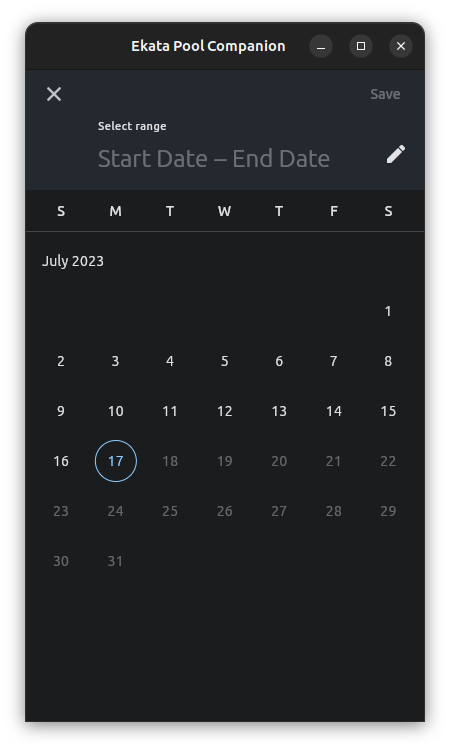 Ekata Pool Companion
Save
Select range
Start Date – End Date
S M T W T F S
July 2023
1
2 3 4 5 6 7 8
9 10 11 12 13 14 15
16 17 18 19 20 21 22
23 24 25 26 27 28 29
30 31